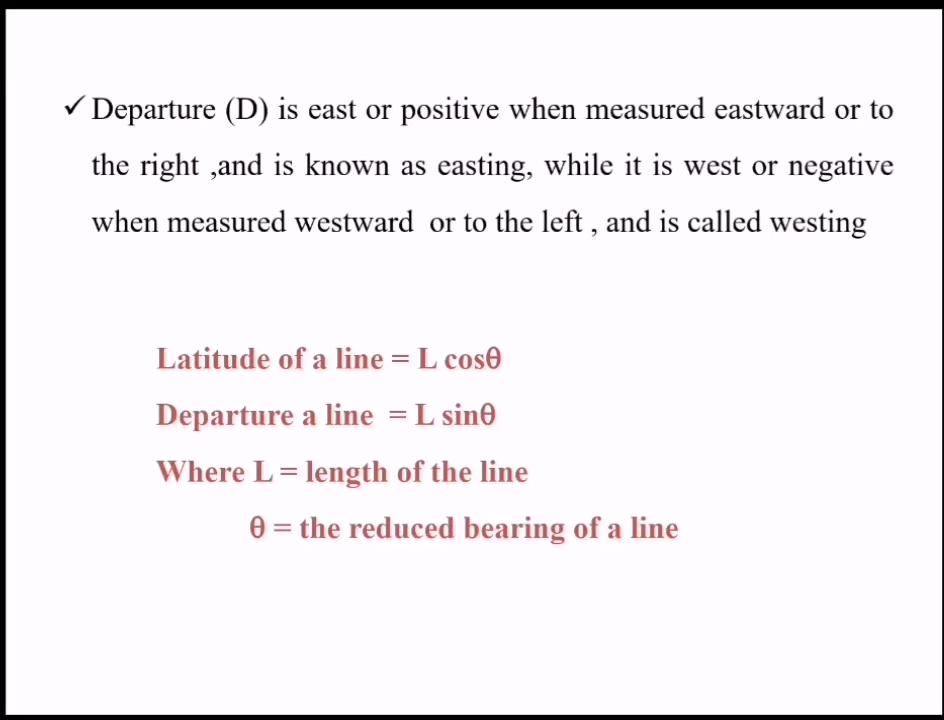 ✓ Departure (D) is east or positive when measured eastward or to
the right ,and is known as easting, while it is west or negative
when measured westward or to the left , and is called westing
Latitude of a line = L cosθ
Departure a line = L sinθ
Where L = length of the line
θ = the reduced bearing of a line